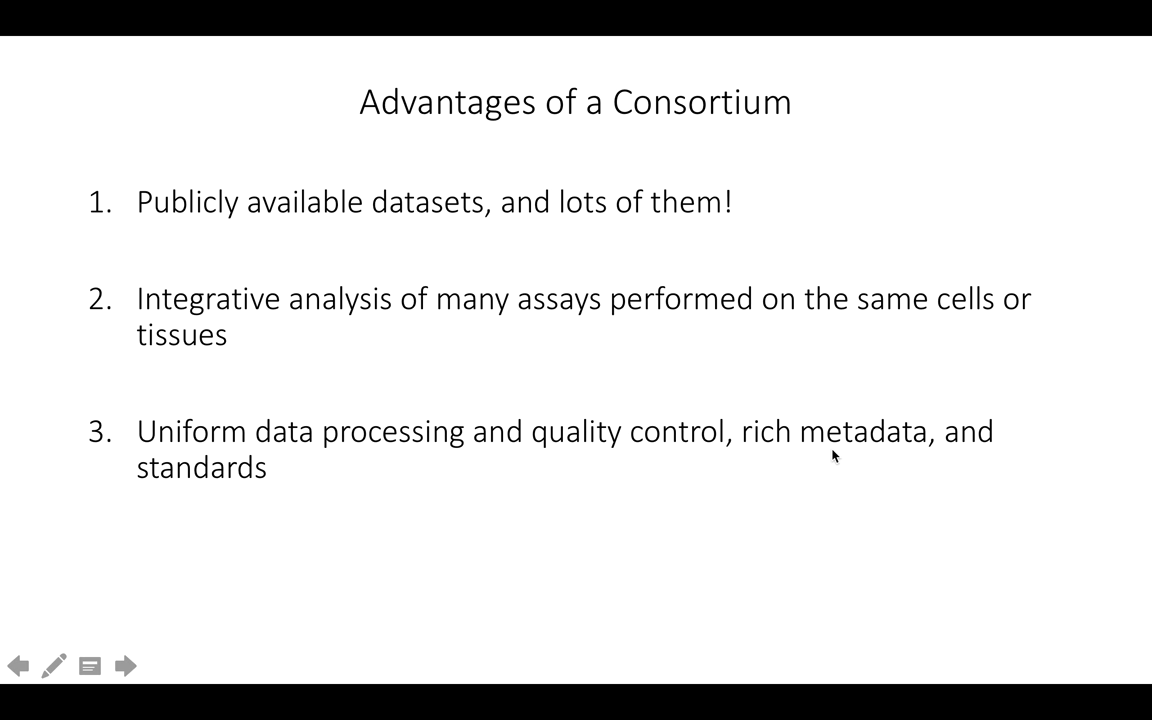 Advantages of a Consortium
1. Publicly available datasets, and lots of them!
2. Integrative analysis of many assays performed on the same cells or
tissues
3. Uniform data processing and quality control, rich metadata, and
standards